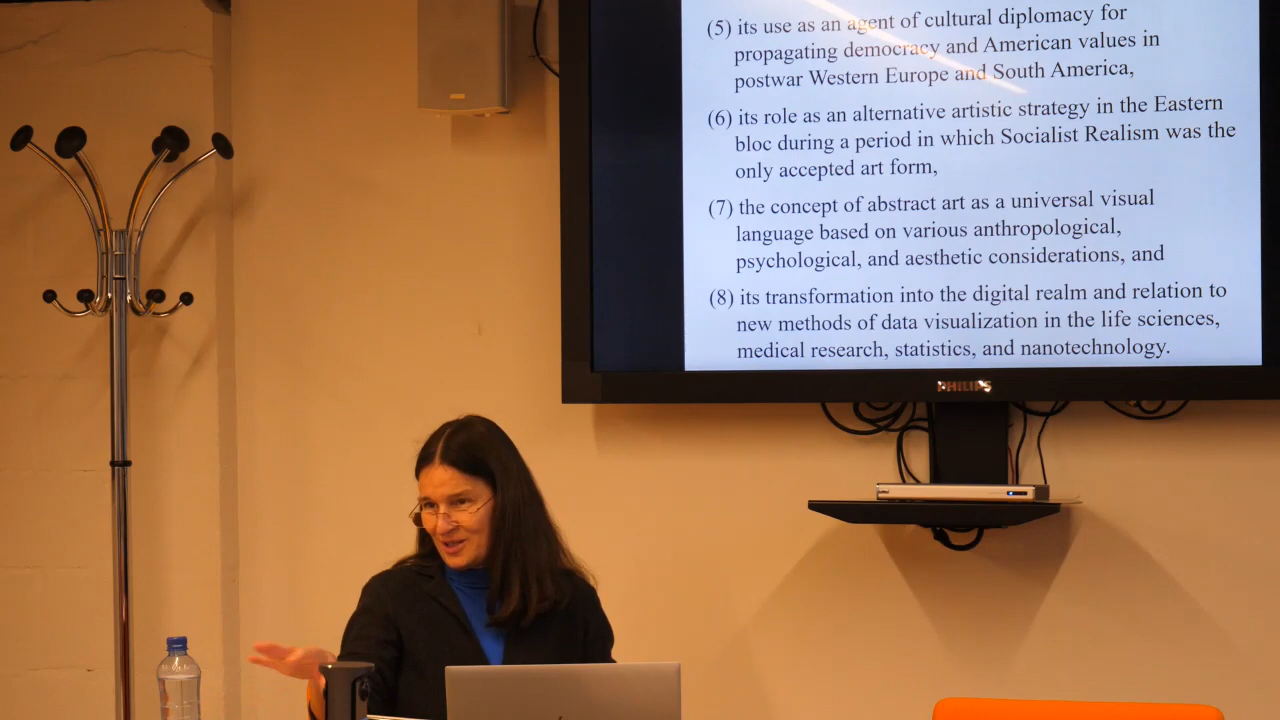 (5) its use as an agent of cultural diplomacy for
propagating democracy and American values in
postwar Western Europe and South America,
(6) its role as an alternative artistic strategy in the Eastern
bloc during a period in which Socialist Realism was the
only accepted art form,
(7) the concept of abstract art as a universal visual
language based on various anthropological,
psychological, and aesthetic considerations, and
(8) its transformation into the digital realm and relation to
new methods of data visualization in the life sciences,
medical research, statistics, and nanotechnology.
PHILIPS